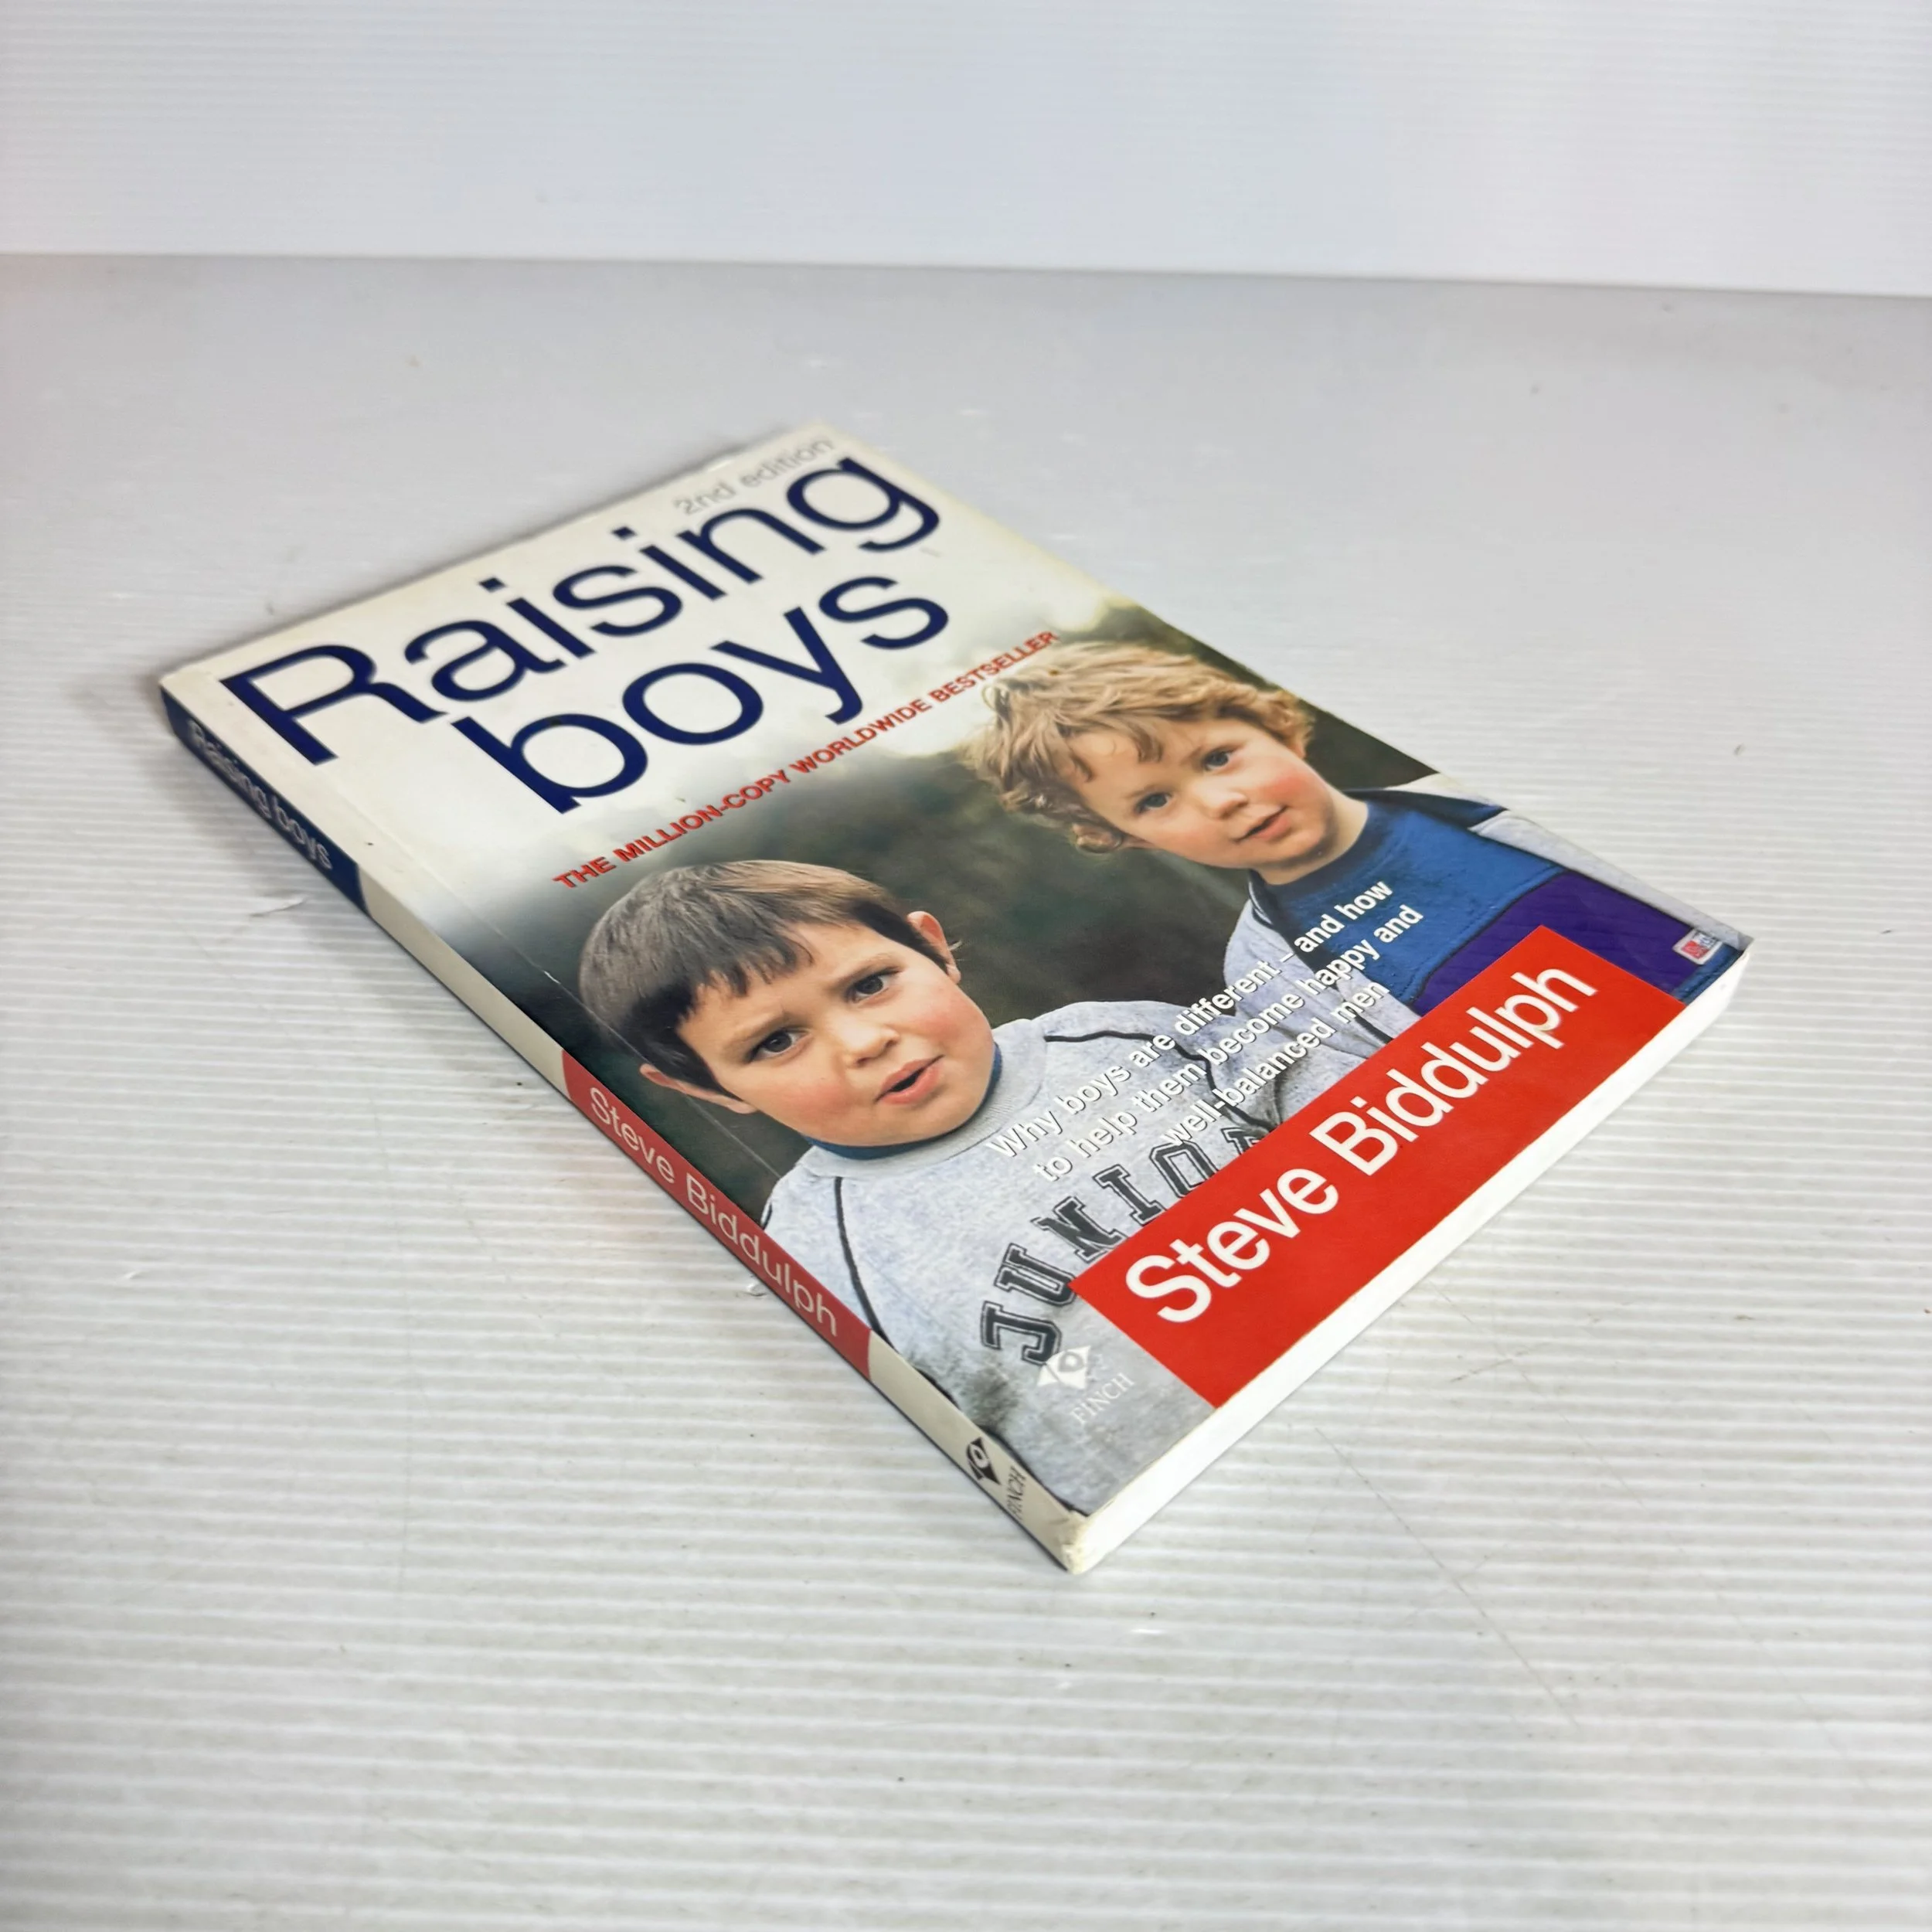 2nd edition
Raising
boys
THE MILLION-COPY WORLDWIDE BESTSELLER
Why boys are different – and how
to help them become happy and
well-balanced men
JUNIO
Steve Biddulph
FINCH
Raising boys
Steve Biddulph
FINCH